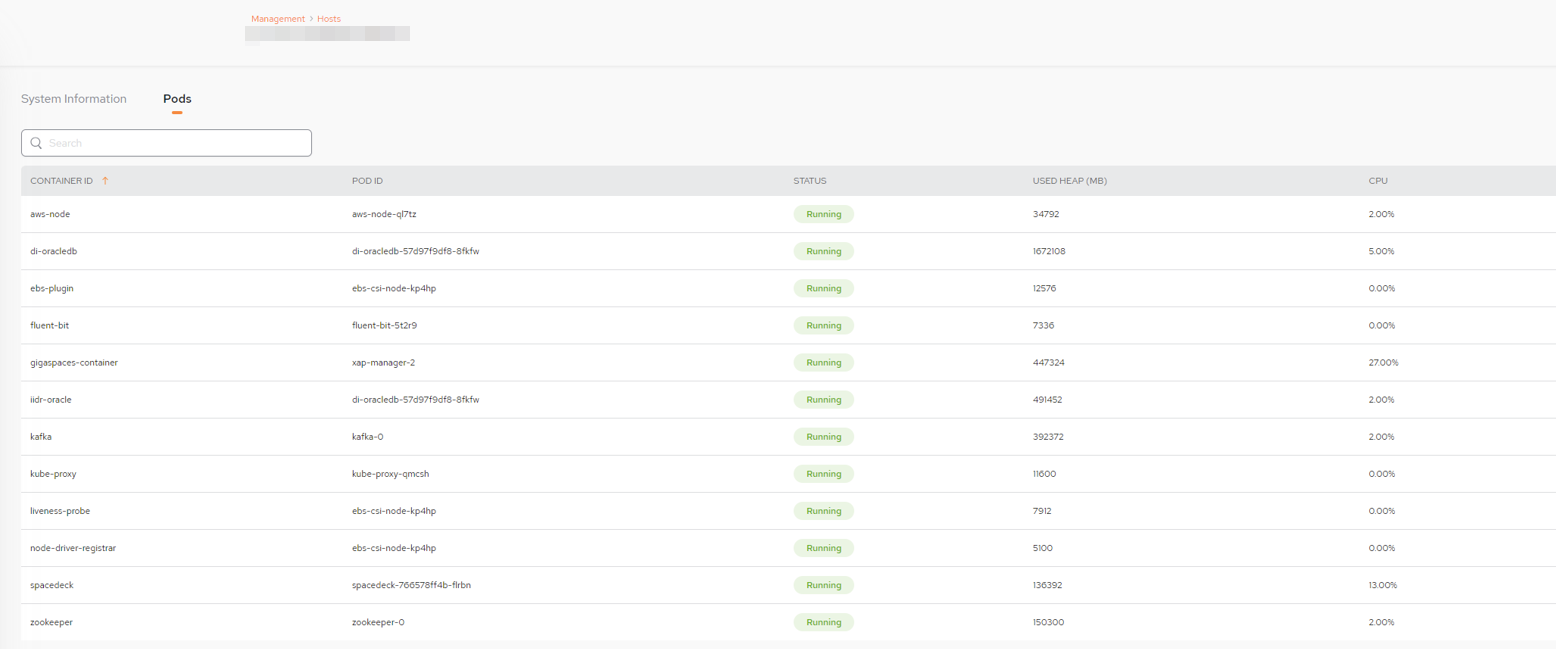 Management > Hosts
System Information Pods
Search
CONTAINER ID ↑ POD ID STATUS USED HEAP (MB) CPU
aws-node aws-node-ql7tz Running 34792 2.00%
di-oracledb di-oracledb-57d97f9df8-8fkfw Running 1672108 5.00%
ebs-plugin ebs-csi-node-kp4hp Running 12576 0.00%
fluent-bit fluent-bit-5t2r9 Running 7336 0.00%
gigaspaces-container xap-manager-2 Running 447324 27.00%
iidr-oracle di-oracledb-57d97f9df8-8fkfw Running 491452 2.00%
kafka kafka-0 Running 392372 2.00%
kube-proxy kube-proxy-qmcsh Running 11600 0.00%
liveness-probe ebs-csi-node-kp4hp Running 7912 0.00%
node-driver-registrar ebs-csi-node-kp4hp Running 5100 0.00%
spacedeck spacedeck-766578ff4b-flrbn Running 136392 13.00%
zookeeper zookeeper-0 Running 150300 2.00%